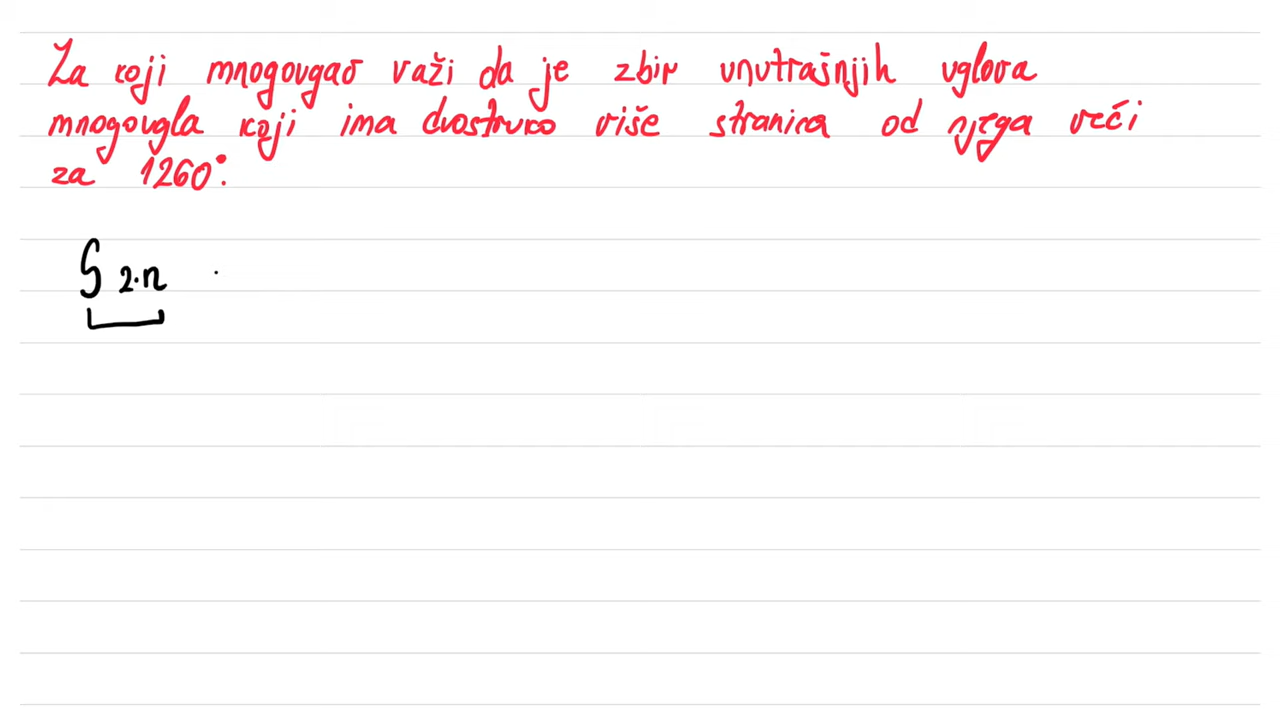 Za koji mnogougao važi da je zbir unutrašnjih uglova
mnogougla koji ima dvostruko više stranica od njega veći
za 1260°.
S 2·n